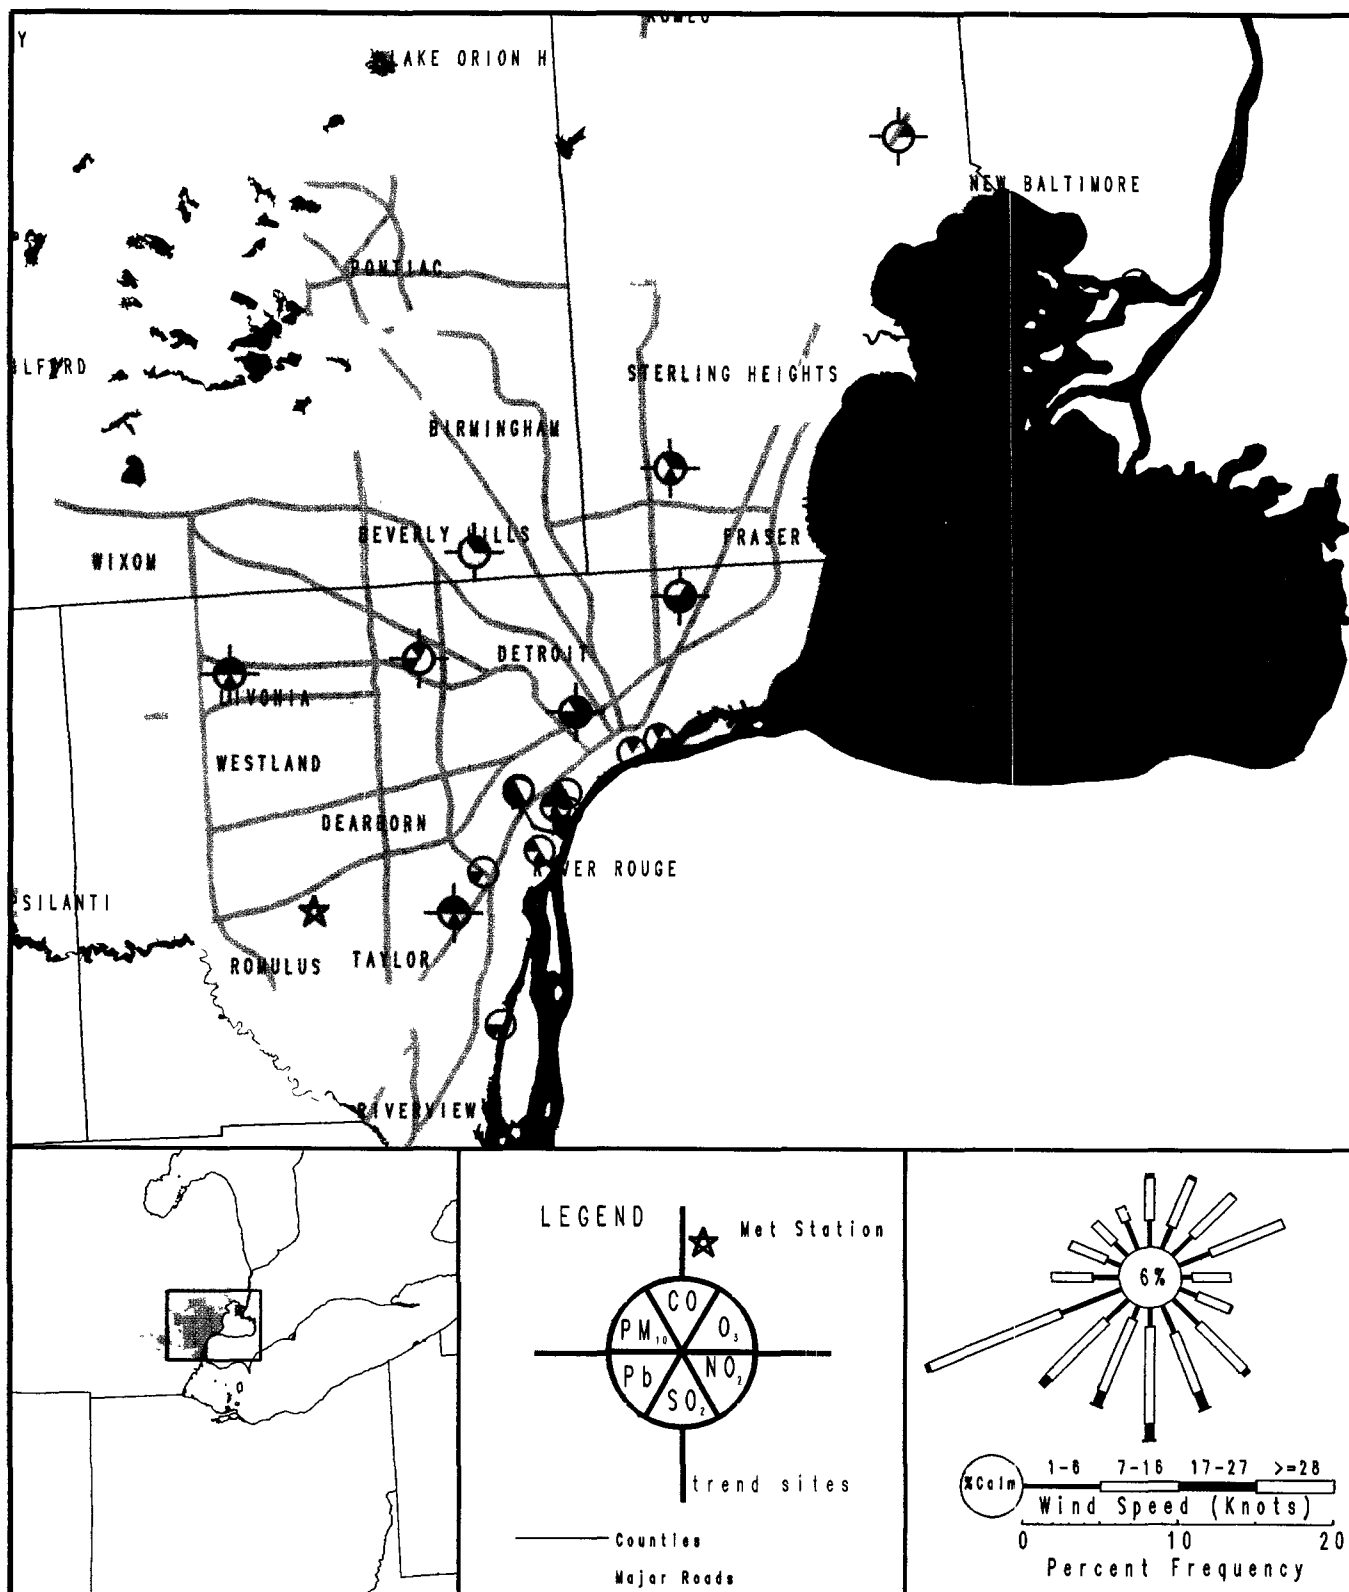 Y
LAKE ORION H
NEW BALTIMORE
PONTIAC
STERLING HEIGHTS
BIRMINGHAM
BEVERLY HILLS
FRASER
WIXOM
DETROIT
LIVONIA
WESTLAND
DEARBORN
RIVER ROUGE
PSILANTI
ROMULUS
TAYLOR
RIVERVIEW
LEGEND
Met Station
CO
PM₁₀
O₃
Pb
NO₂
SO₂
trend sites
Counties
Major Roads
6%
%Calm
1-6 7-16 17-27 >=28
Wind Speed (Knots)
0 10 20
Percent Frequency